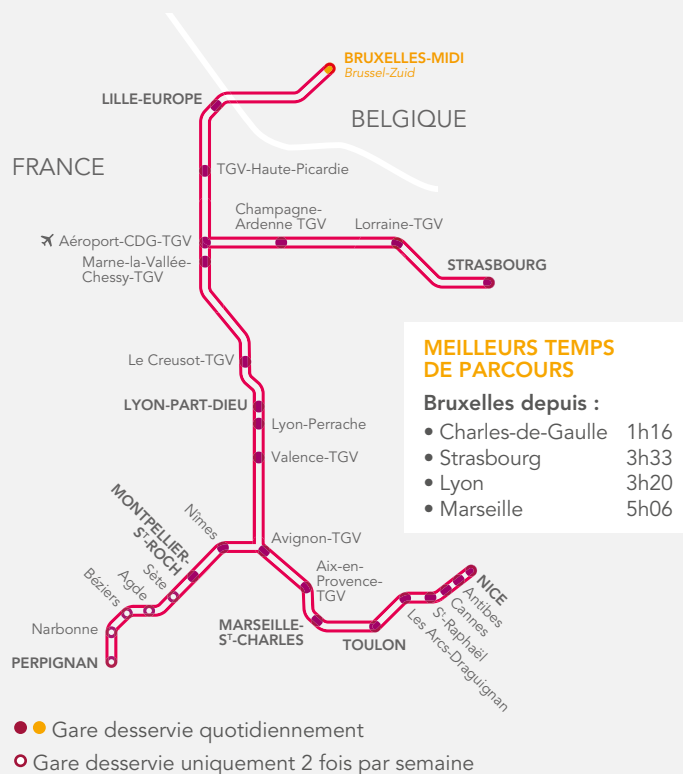 BRUXELLES-MIDI
Brussel-Zuid
LILLE-EUROPE
BELGIQUE
FRANCE
TGV-Haute-Picardie
Champagne-
Ardenne TGV
Lorraine-TGV
Aéroport-CDG-TGV
Marne-la-Vallée-
Chessy-TGV
STRASBOURG
Le Creusot-TGV
MEILLEURS TEMPS
DE PARCOURS
Bruxelles depuis :
• Charles-de-Gaulle 1h16
• Strasbourg 3h33
• Lyon 3h20
• Marseille 5h06
LYON-PART-DIEU
Lyon-Perrache
Valence-TGV
MONTPELLIER-
Sᵀ-ROCH
Nîmes
Avignon-TGV
Aix-en-
Provence-
TGV
Sète
Agde
Béziers
Narbonne
PERPIGNAN
MARSEILLE-
Sᵀ-CHARLES
TOULON
NICE
Antibes
Cannes
Sᵗ-Raphaël
Les Arcs-Draguignan
Gare desservie quotidiennement
Gare desservie uniquement 2 fois par semaine